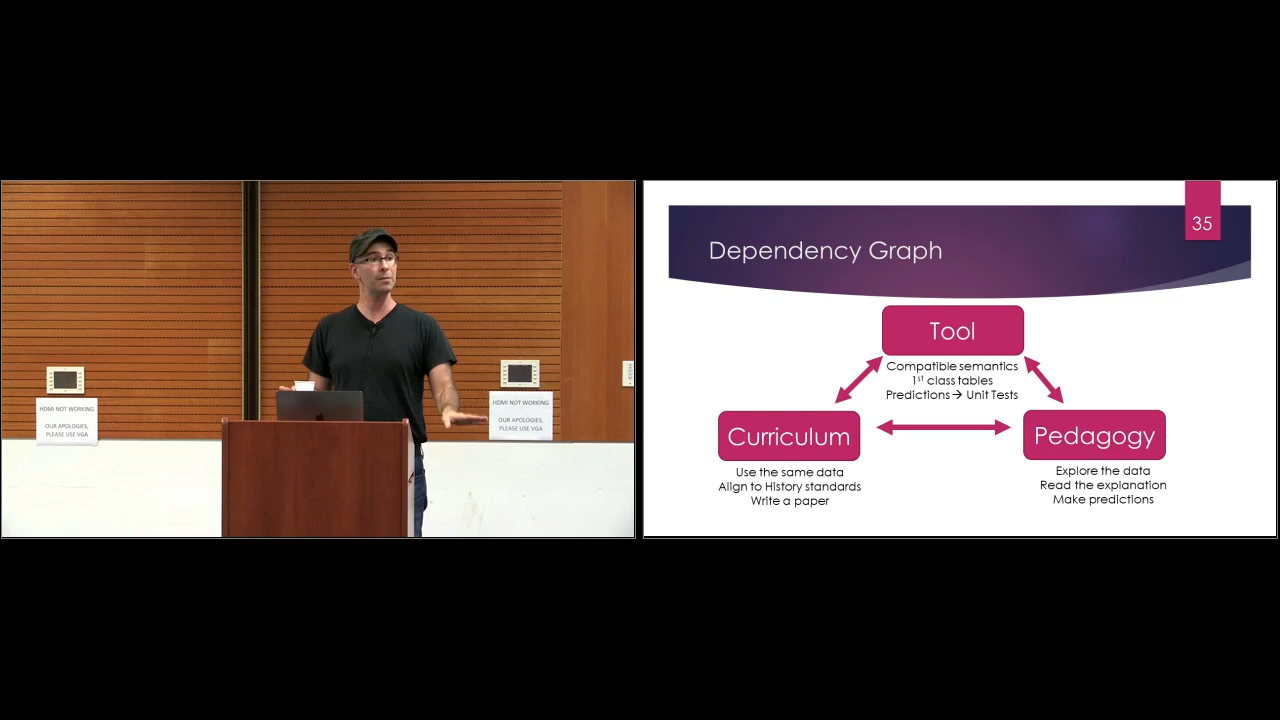 HDMI NOT WORKING
OUR APOLOGIES,
PLEASE USE VGA
HDMI NOT WORKING
OUR APOLOGIES,
PLEASE USE VGA
35
Dependency Graph
Tool
Compatible semantics
1st class tables
Predictions → Unit Tests
Curriculum
Use the same data
Align to History standards
Write a paper
Pedagogy
Explore the data
Read the explanation
Make predictions